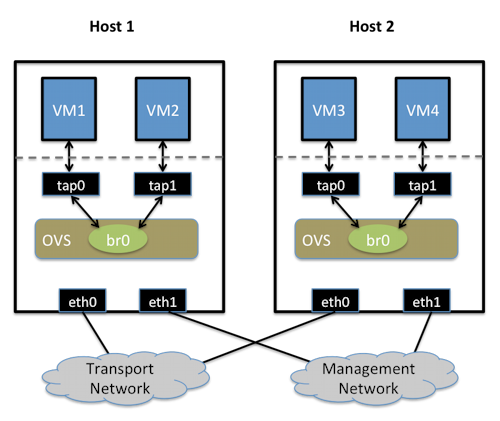 Host 1
Host 2
VM1
VM2
VM3
VM4
tap0
tap1
tap0
tap1
OVS
br0
OVS
br0
eth0
eth1
eth0
eth1
Transport
Network
Management
Network